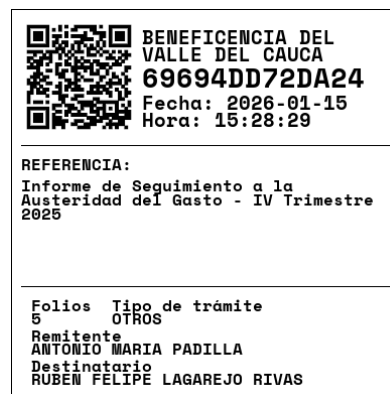 BENEFICENCIA DEL
VALLE DEL CAUCA
69694DD72DA24
Fecha: 2026-01-15
Hora: 15:28:29
REFERENCIA:
Informe de Seguimiento a la
Austeridad del Gasto - IV Trimestre
2025
Folios Tipo de trámite
5 OTROS
Remitente
ANTONIO MARIA PADILLA
Destinatario
RUBEN FELIPE LAGAREJO RIVAS